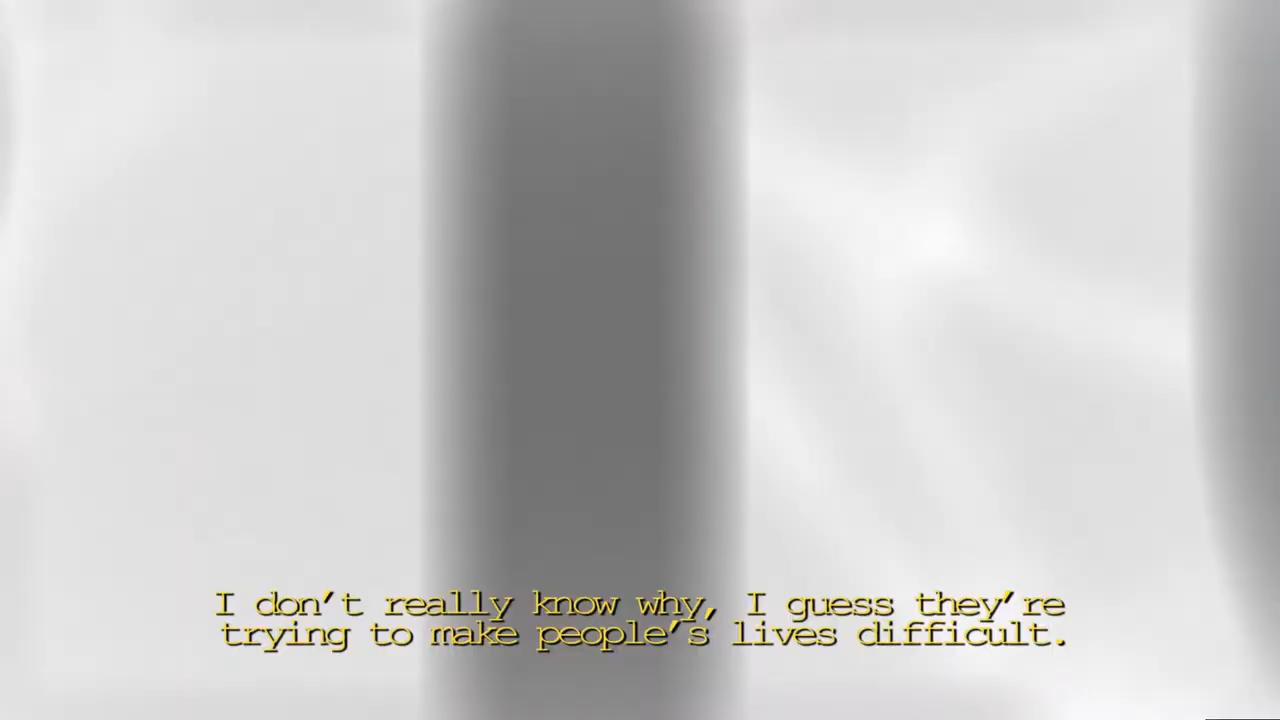 I don't really know why, I guess they're
trying to make people's lives difficult.